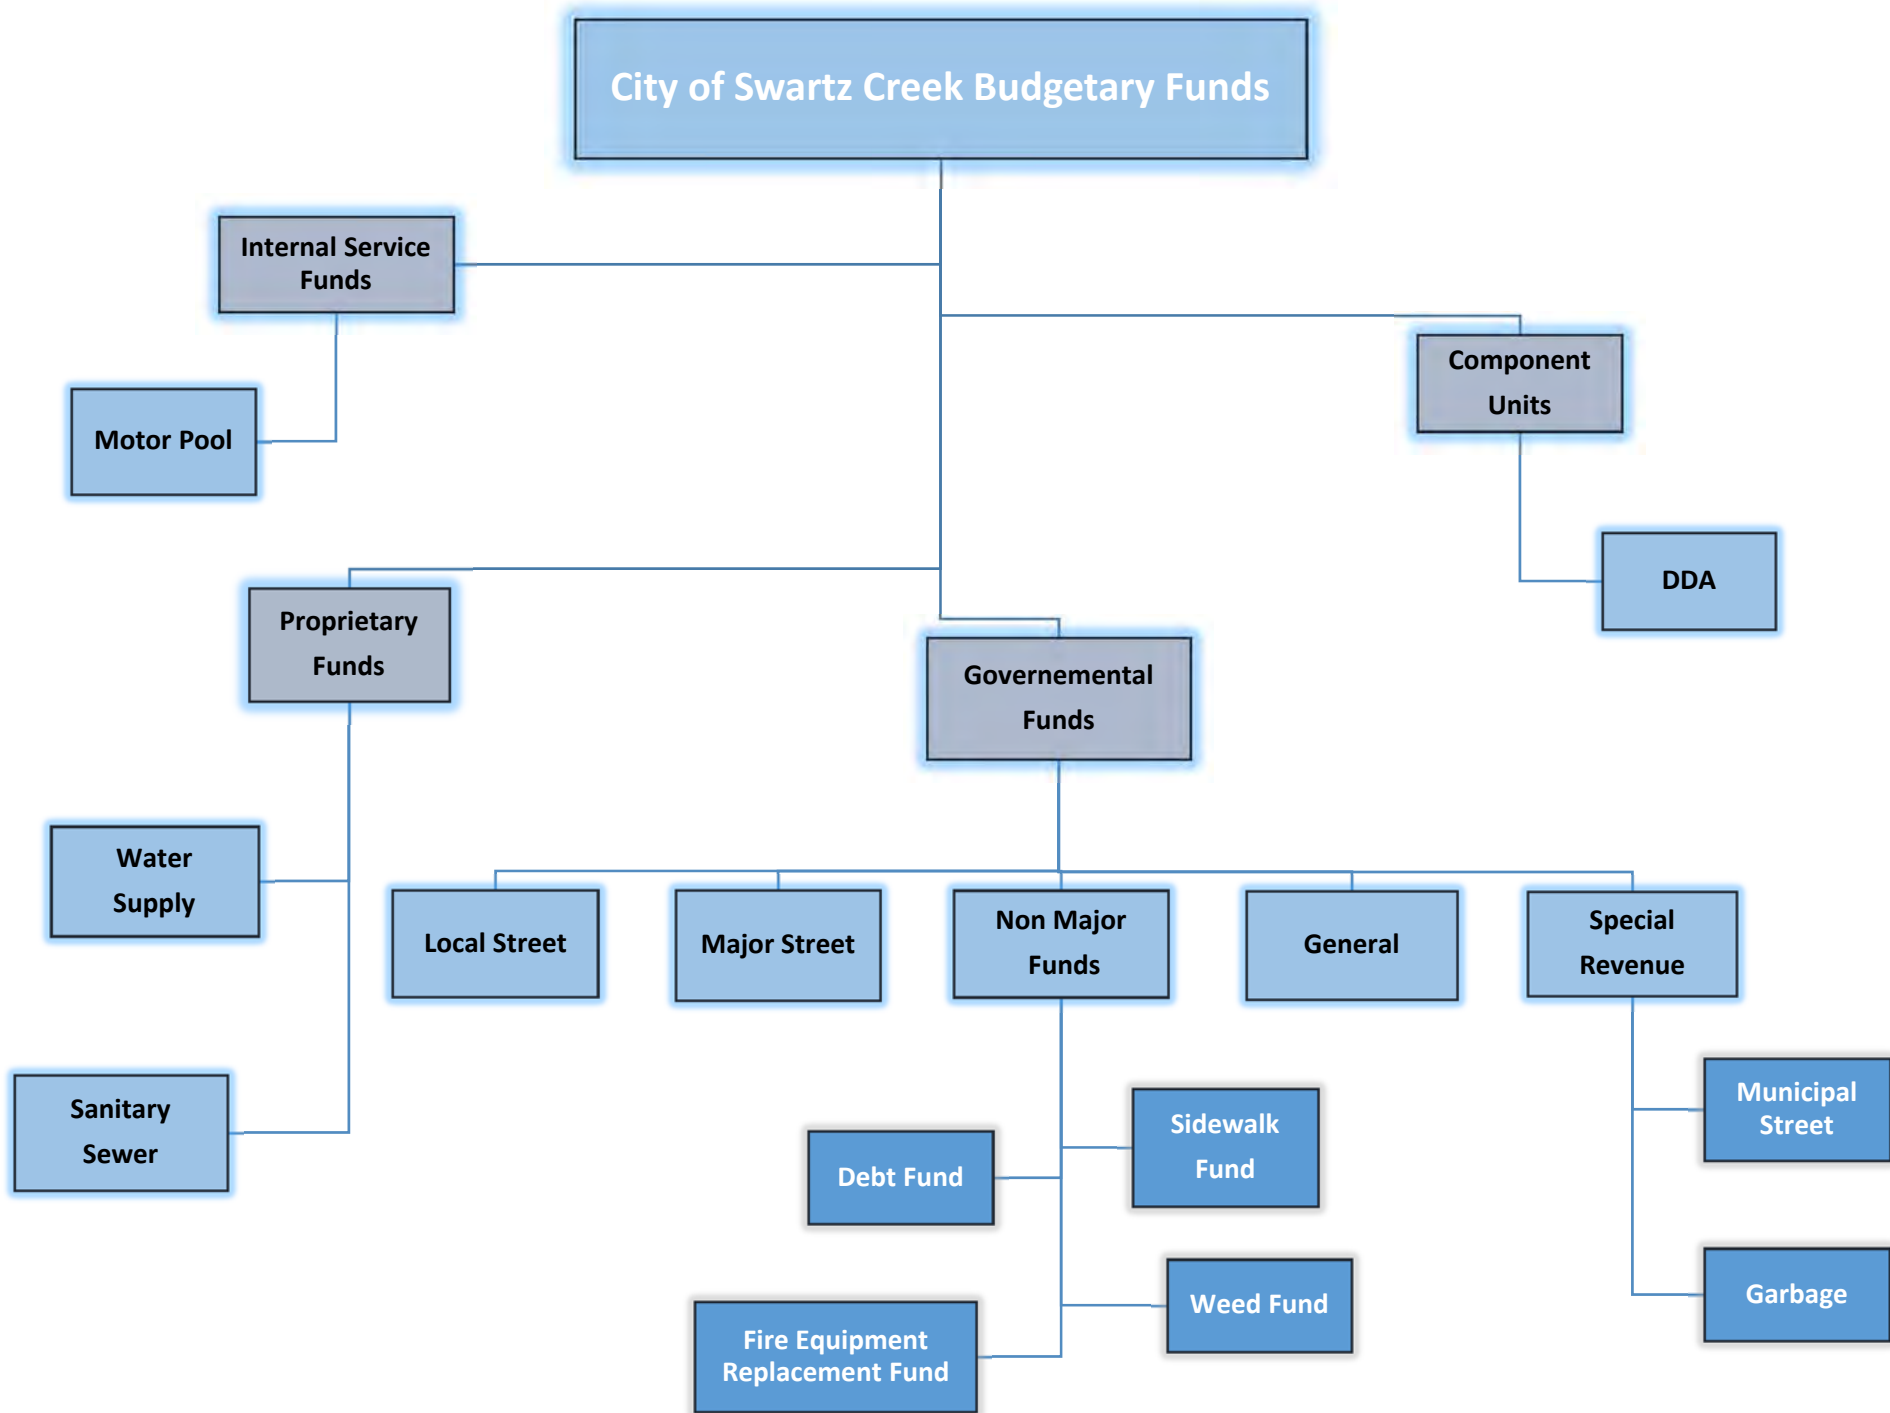 City of Swartz Creek Budgetary Funds
Internal Service
Funds
Component
Units
Motor Pool
DDA
Proprietary
Funds
Governemental
Funds
Water
Supply
Local Street
Major Street
Non Major
Funds
General
Special
Revenue
Sanitary
Sewer
Debt Fund
Sidewalk
Fund
Municipal
Street
Fire Equipment
Replacement Fund
Weed Fund
Garbage